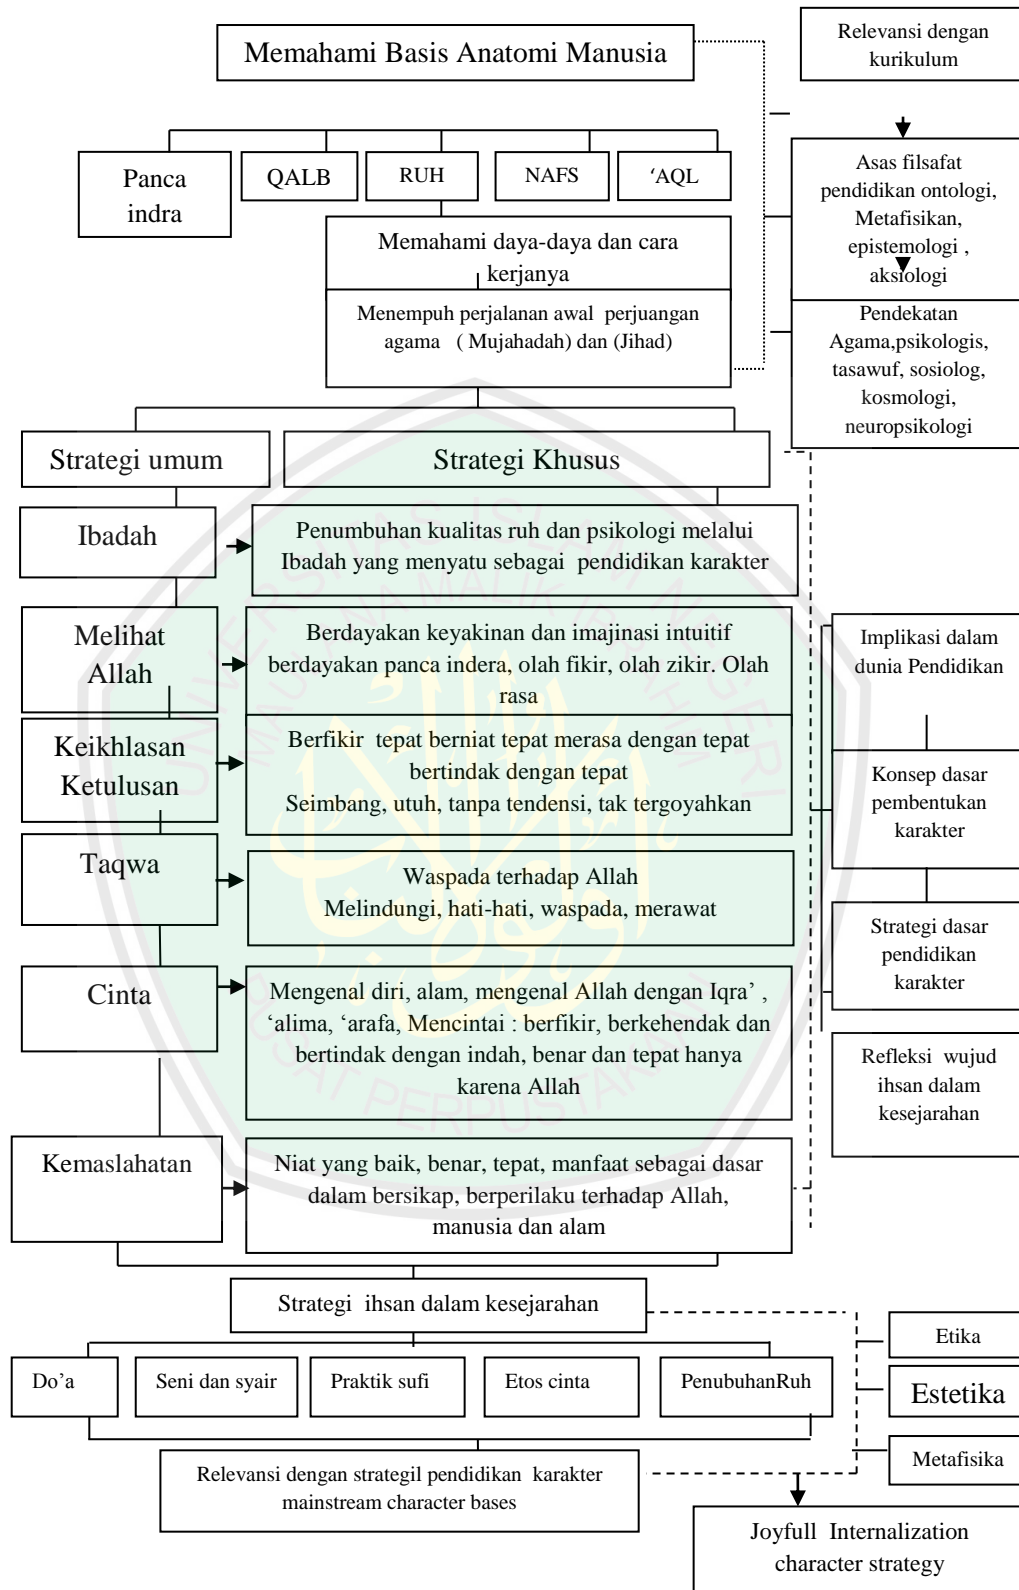 Memahami Basis Anatomi Manusia
Relevansi dengan
kurikulum
Panca
indra
QALB
RUH
NAFS
‘AQL
Asas filsafat
pendidikan ontologi,
Metafisikan,
epistemologi ,
aksiologi
Memahami daya-daya dan cara
kerjanya
Menempuh perjalanan awal perjuangan
agama ( Mujahadah) dan (Jihad)
Pendekatan
Agama,psikologis,
tasawuf, sosiolog,
kosmologi,
neuropsikologi
Strategi umum
Strategi Khusus
Ibadah
Penumbuhan kualitas ruh dan psikologi melalui
Ibadah yang menyatu sebagai pendidikan karakter
Melihat
Allah
Berdayakan keyakinan dan imajinasi intuitif
berdayakan panca indera, olah fikir, olah zikir. Olah
rasa
Keikhlasan
Ketulusan
Berfikir tepat berniat tepat merasa dengan tepat
bertindak dengan tepat
Seimbang, utuh, tanpa tendensi, tak tergoyahkan
Taqwa
Waspada terhadap Allah
Melindungi, hati-hati, waspada, merawat
Cinta
Mengenal diri, alam, mengenal Allah dengan Iqra’ ,
‘alima, ‘arafa, Mencintai : berfikir, berkehendak dan
bertindak dengan indah, benar dan tepat hanya
karena Allah
Kemaslahatan
Niat yang baik, benar, tepat, manfaat sebagai dasar
dalam bersikap, berperilaku terhadap Allah,
manusia dan alam
Implikasi dalam
dunia Pendidikan
Konsep dasar
pembentukan
karakter
Strategi dasar
pendidikan
karakter
Refleksi wujud
ihsan dalam
kesejarahan
Strategi ihsan dalam kesejarahan
Do’a
Seni dan syair
Praktik sufi
Etos cinta
PenubuhanRuh
Etika
Estetika
Metafisika
Relevansi dengan strategil pendidikan karakter
mainstream character bases
Joyfull Internalization
character strategy
UNIVERSITAS ISLAM NEGERI
MAULANA MALIK IBRAHIM
PUSAT PERPUSTAKAAN